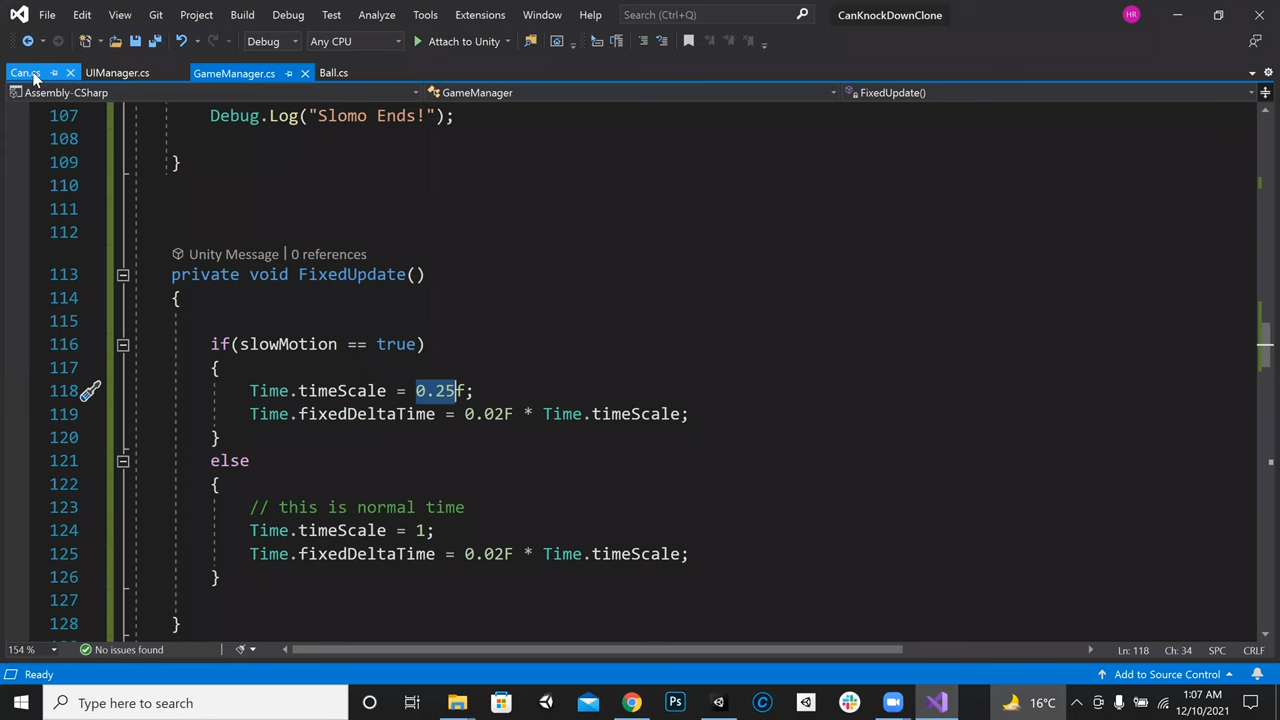 File Edit View Git Project Build Debug Test Analyze Tools Extensions Window Help Search (Ctrl+Q) CanKnockDownClone HR
Debug Any CPU Attach to Unity
Can.cs UIManager.cs GameManager.cs Ball.cs
Assembly-CSharp GameManager FixedUpdate()
107 Debug.Log("Slomo Ends!");
108
109 }
110
111
112
Unity Message | 0 references
113 private void FixedUpdate()
114 {
115
116 if(slowMotion == true)
117 {
118 Time.timeScale = 0.25f;
119 Time.fixedDeltaTime = 0.02F * Time.timeScale;
120 }
121 else
122 {
123 // this is normal time
124 Time.timeScale = 1;
125 Time.fixedDeltaTime = 0.02F * Time.timeScale;
126 }
127
128 }
154 % No issues found Ln: 118 Ch: 34 SPC CRLF
Ready Add to Source Control
Type here to search Ps 16°C 1:07 AM
12/10/2021